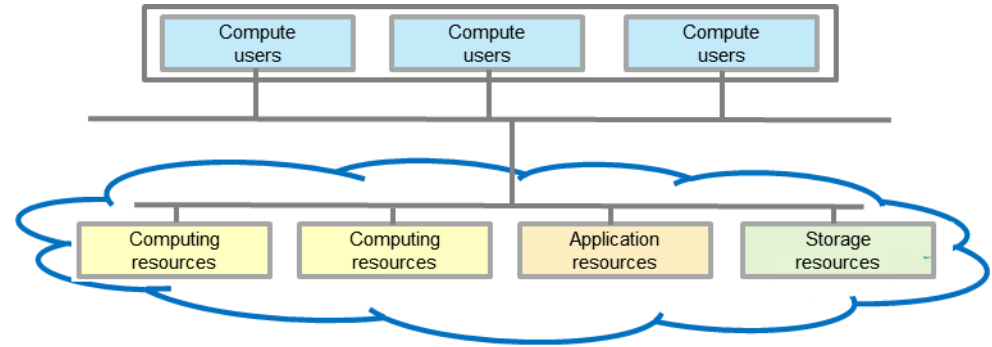 Compute
users
Compute
users
Compute
users
Computing
resources
Computing
resources
Application
resources
Storage
resources